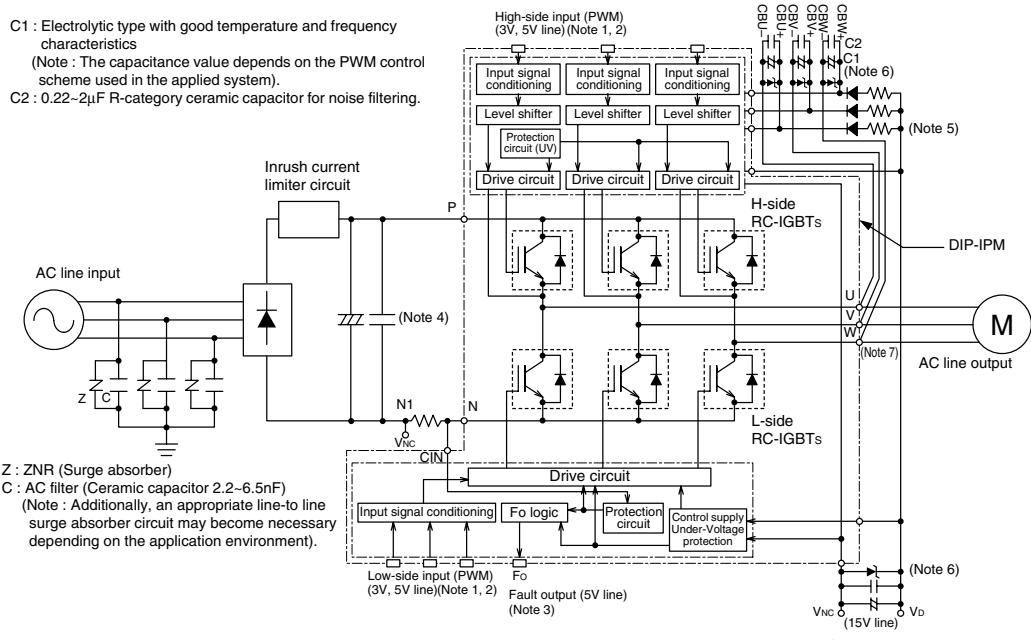 C1 : Electrolytic type with good temperature and frequency
characteristics
(Note : The capacitance value depends on the PWM control
scheme used in the applied system).
C2 : 0.22~2μF R-category ceramic capacitor for noise filtering.
High-side input (PWM)
(3V, 5V line)(Note 1, 2)
CBU–
CBU+
CBV–
CBV+
CBW–
CBW+
C2
C1
(Note 6)
(Note 5)
Input signal
conditioning
Input signal
conditioning
Input signal
conditioning
Level shifter
Level shifter
Level shifter
Protection
circuit (UV)
Drive circuit
Drive circuit
Drive circuit
Inrush current
limiter circuit
P
H-side
RC-IGBTs
DIP-IPM
AC line input
(Note 4)
U
V
W
(Note 7)
M
AC line output
Z
C
N1
N
VNC
CIN
L-side
RC-IGBTs
Z : ZNR (Surge absorber)
C : AC filter (Ceramic capacitor 2.2~6.5nF)
(Note : Additionally, an appropriate line-to line
surge absorber circuit may become necessary
depending on the application environment).
Drive circuit
Input signal conditioning
Fo logic
Protection
circuit
Control supply
Under-Voltage
protection
Low-side input (PWM)
(3V, 5V line)(Note 1, 2)
FO
Fault output (5V line)
(Note 3)
(Note 6)
VNC
VD
(15V line)